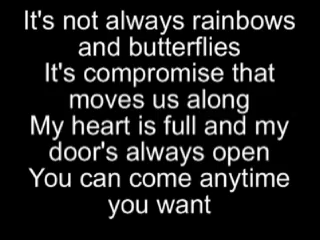 It's not always rainbows
and butterflies
It's compromise that
moves us along
My heart is full and my
door's always open
You can come anytime
you want